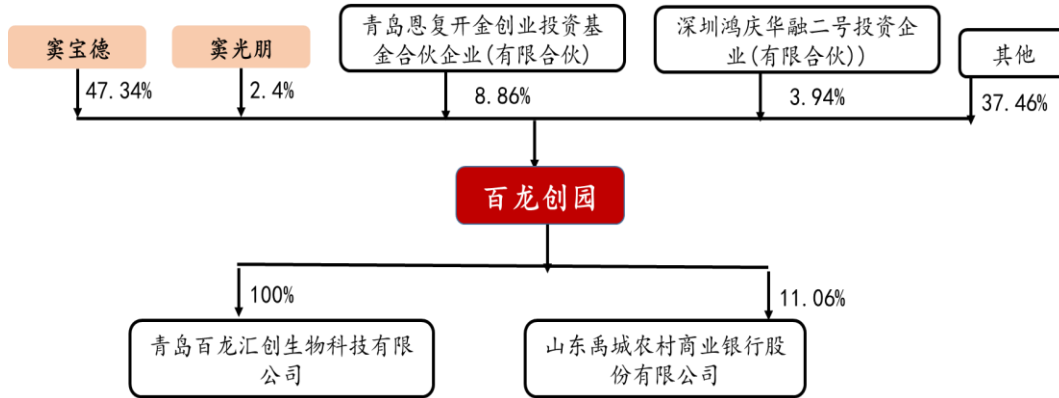 窦宝德
窦光朋
青岛恩复开金创业投资基
金合伙企业(有限合伙)
深圳鸿庆华融二号投资企
业(有限合伙))
其他
47.34%
2.4%
8.86%
3.94%
37.46%
百龙创园
100%
11.06%
青岛百龙汇创生物科技有限
公司
山东禹城农村商业银行股
份有限公司